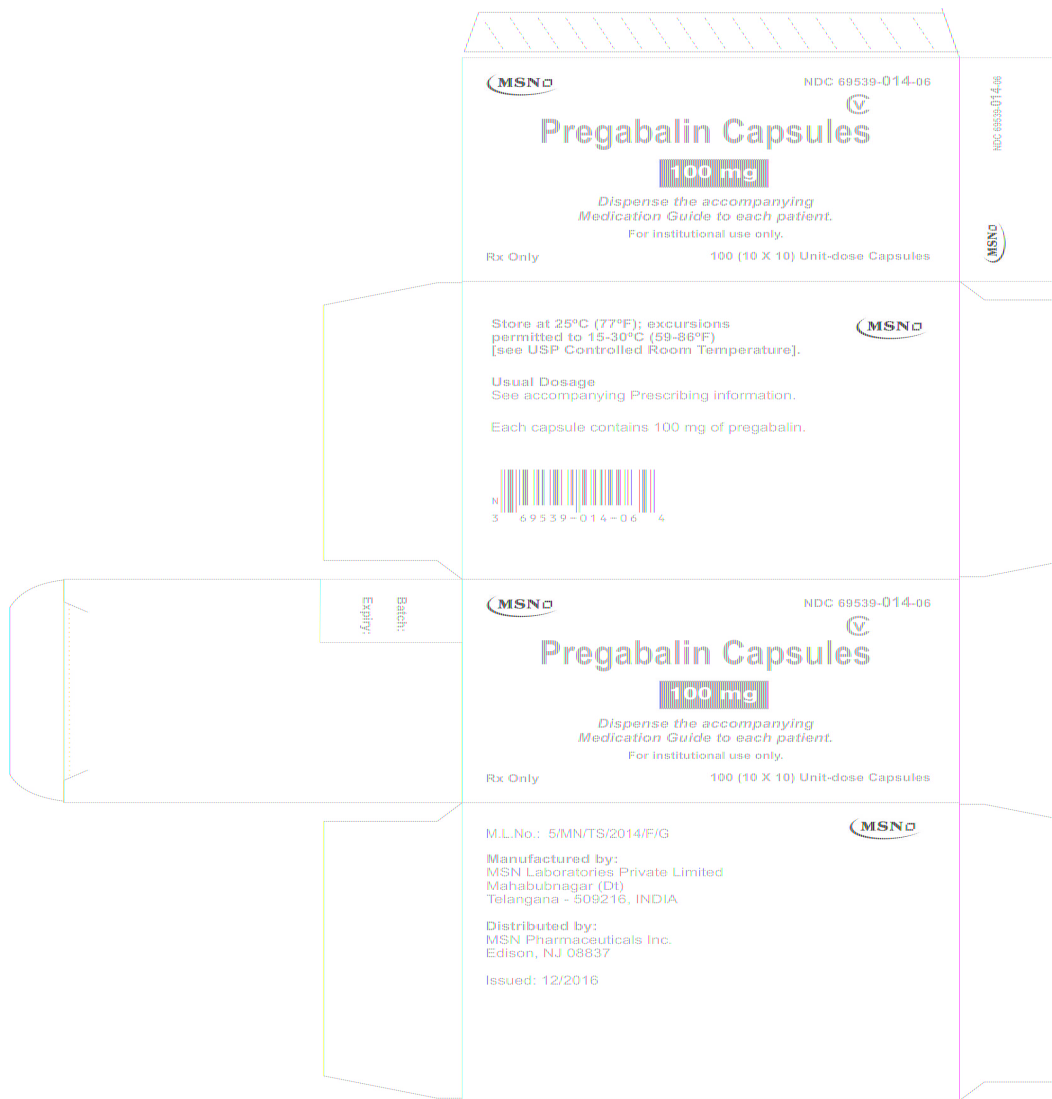 MSN
NDC 69539-014-06
CV
Pregabalin Capsules
100 mg
Dispense the accompanying
Medication Guide to each patient.
For institutional use only.
Rx Only
100 (10 X 10) Unit-dose Capsules
NDC 69539-014-06
MSN
Store at 25°C (77°F); excursions
permitted to 15-30°C (59-86°F)
[see USP Controlled Room Temperature].
MSN
Usual Dosage
See accompanying Prescribing information.
Each capsule contains 100 mg of pregabalin.
N
3 69539-014-06 4
Batch:
Expiry:
MSN
NDC 69539-014-06
CV
Pregabalin Capsules
100 mg
Dispense the accompanying
Medication Guide to each patient.
For institutional use only.
Rx Only
100 (10 X 10) Unit-dose Capsules
MSN
M.L.No.: 5/MN/TS/2014/F/G
Manufactured by:
MSN Laboratories Private Limited
Mahabubnagar (Dt)
Telangana - 509216, INDIA
Distributed by:
MSN Pharmaceuticals Inc.
Edison, NJ 08837
Issued: 12/2016